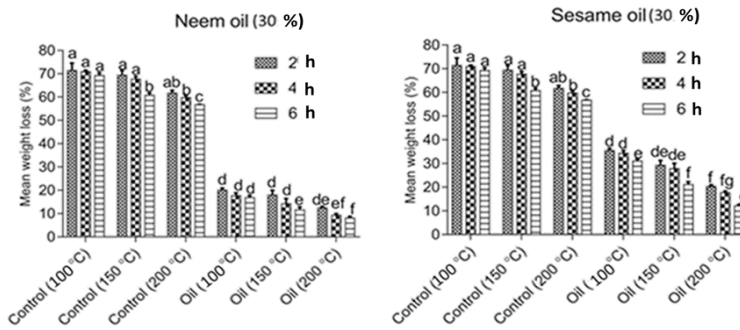 Neem oil (30 %)
Mean weight loss (%)
80
70
60
50
40
30
20
10
0
a a a
a a b
ab b c
d d d
d d e
de ef f
2 h
4 h
6 h
Control (100 °C)
Control (150 °C)
Control (200 °C)
Oil (100 °C)
Oil (150 °C)
Oil (200 °C)
Sesame oil (30 %)
Mean weight loss (%)
80
70
60
50
40
30
20
10
0
a a a
a a b
ab b c
d d e
de de f
f fg
2 h
4 h
6 h
Control (100 °C)
Control (150 °C)
Control (200 °C)
Oil (100 °C)
Oil (150 °C)
Oil (200 °C)